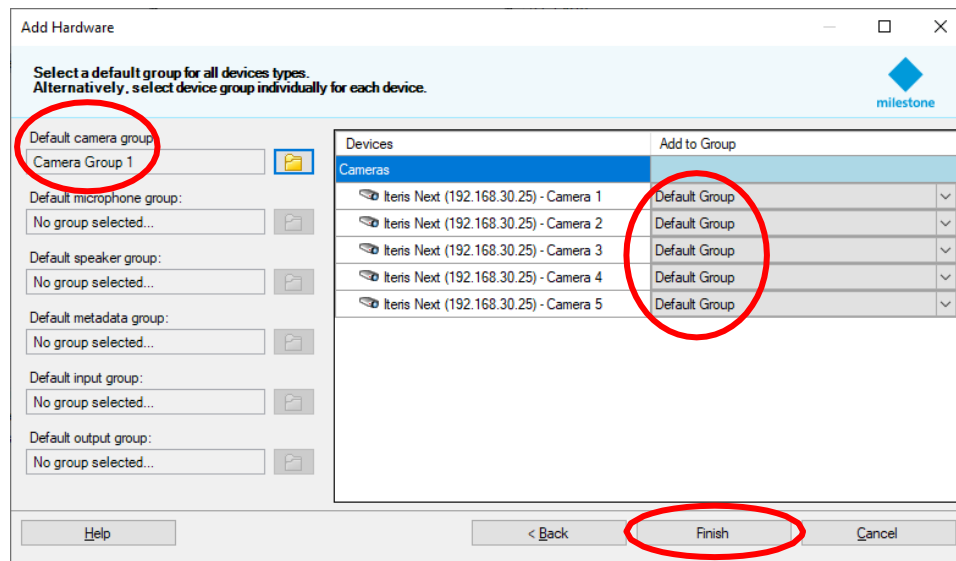 Add Hardware
Select a default group for all devices types.
Alternatively, select device group individually for each device.
milestone
Default camera group
Camera Group 1
Default microphone group:
No group selected...
Default speaker group:
No group selected...
Default metadata group:
No group selected...
Default input group:
No group selected...
Default output group:
No group selected...
Devices Add to Group
Cameras
Iteris Next (192.168.30.25) - Camera 1 Default Group
Iteris Next (192.168.30.25) - Camera 2 Default Group
Iteris Next (192.168.30.25) - Camera 3 Default Group
Iteris Next (192.168.30.25) - Camera 4 Default Group
Iteris Next (192.168.30.25) - Camera 5 Default Group
Help < Back Finish Cancel